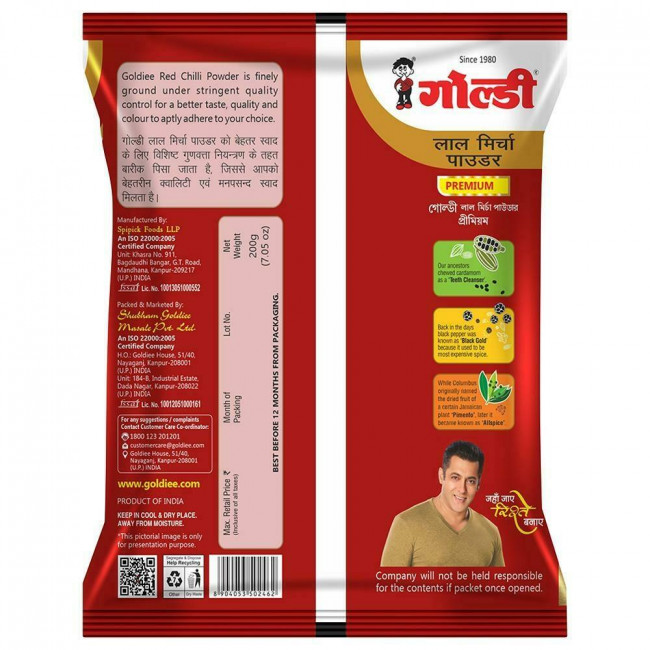 Goldiee Red Chilli Powder is finely
ground under stringent quality
control for a better taste, quality and
colour to aptly adhere to your choice.
गोल्डी लाल मिर्चा पाउडर को बेहतर स्वाद
के लिए विशिष्ट गुणवत्ता नियन्त्रण के तहत
बारीक पिसा जाता है, जिससे आपको
बेहतरीन क्वालिटी एवं मनपसन्द स्वाद
मिलता है।
Manufactured By:
Spipick Foods LLP
An ISO 22000:2005
Certified Company
Unit: Khasra No. 911,
Bagdaudhi Bangar, G.T. Road,
Mandhana, Kanpur-209217
(U.P.) INDIA
fssai Lic. No. 10013051000552
Packed & Marketed By:
Shubham Goldiee
Masale Pvt. Ltd.
An ISO 22000:2005
Certified Company
H.O.: Goldiee House, 51/40,
Nayaganj, Kanpur-208001
(U.P.) INDIA
Unit: 184-B, Industrial Estate,
Dada Nagar, Kanpur-208022
(U.P.) INDIA
fssai Lic. No. 10012051000161
For any suggestions / complaints
Contact Customer Care Co-ordinator:
1800 123 201201
customercare@goldiee.com
Goldiee House, 51/40,
Nayaganj, Kanpur-208001
(U.P.) INDIA
www.goldiee.com
PRODUCT OF INDIA
KEEP IN COOL & DRY PLACE.
AWAY FROM MOISTURE.
*This pictorial image is only
for presentation purpose.
Segregate & Dispose
Help Recycling
Other
Dry Waste
8904053502462
Net
Weight
200g
(7.05 oz)
Lot No.
Month of
Packing
Max. Retail Price ₹
(Inclusive of all taxes)
BEST BEFORE 12 MONTHS FROM PACKAGING.
Since 1980
गोल्डी®
लाल मिर्चा
पाउडर
PREMIUM
গোল্ডী লাল মির্চা পাউডার
প্রীমিয়ম
Our ancestors
chewed cardamom
as a 'Teeth Cleanser'.
Back in the days
black pepper was
known as 'Black Gold'
because it used to be
most expensive spice.
While Columbus
originally named
the dried fruit of
a certain Jamaican
plant 'Pimento', later it
became known as 'Allspice'.
जहाँ जाए
रिश्ते
बनाए
Company will not be held responsible
for the contents if packet once opened.